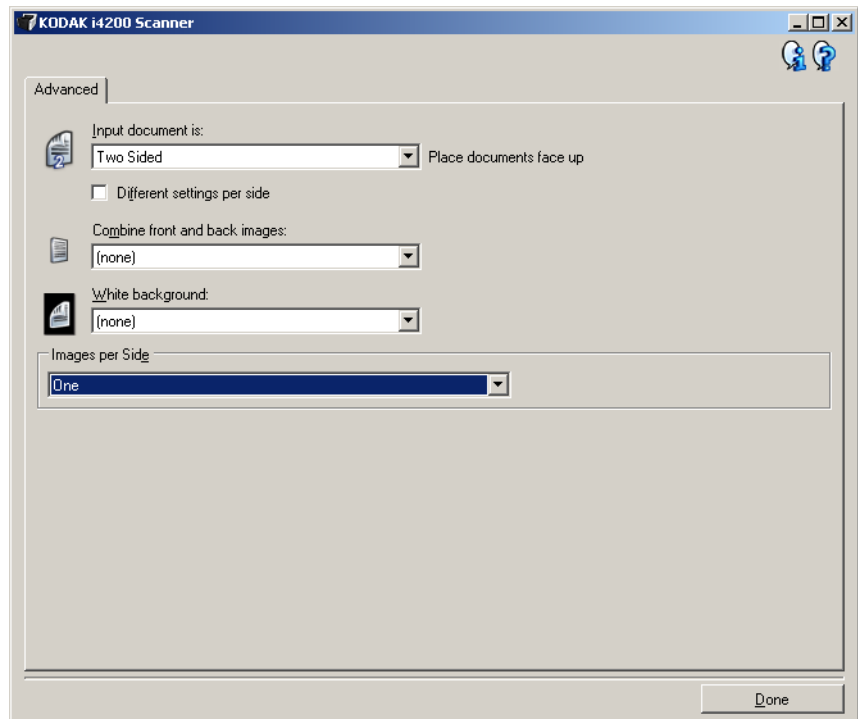 KODAK i4200 Scanner
Advanced
Input document is:
Two Sided
Place documents face up
Different settings per side
Combine front and back images:
(none)
White background:
(none)
Images per Side
One
Done